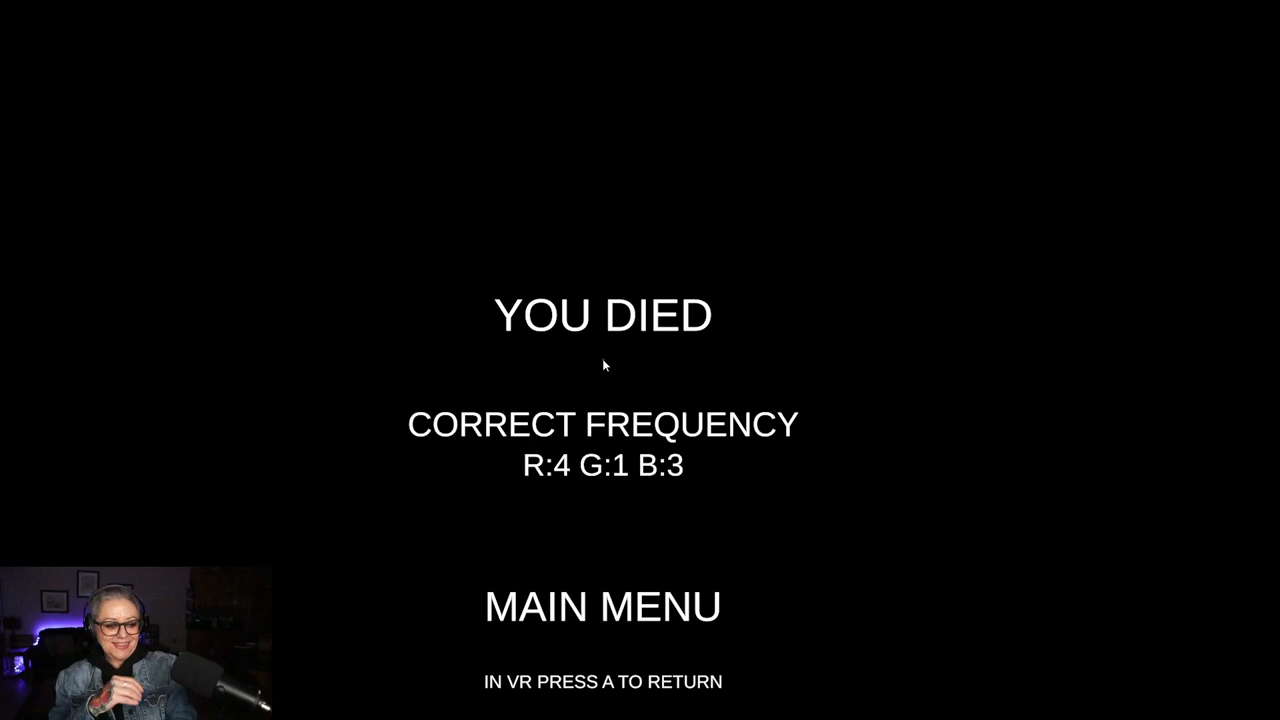 YOU DIED
CORRECT FREQUENCY
R:4 G:1 B:3
MAIN MENU
IN VR PRESS A TO RETURN